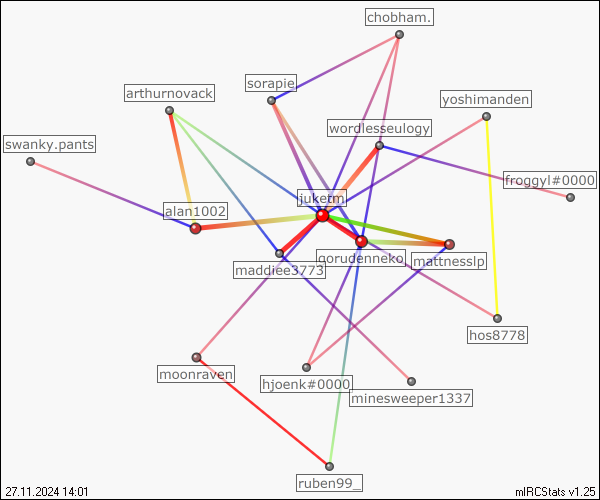 chobham.
sorapie
arthurnovack
yoshimanden
wordlesseulogy
swanky.pants
froggyl#0000
juketm
alan1002
qorudenneko
mattnesslp
maddiee3773
hos8778
moonraven
hjoenk#0000
minesweeper1337
ruben99_
27.11.2024 14:01
mIRCStats v1.25